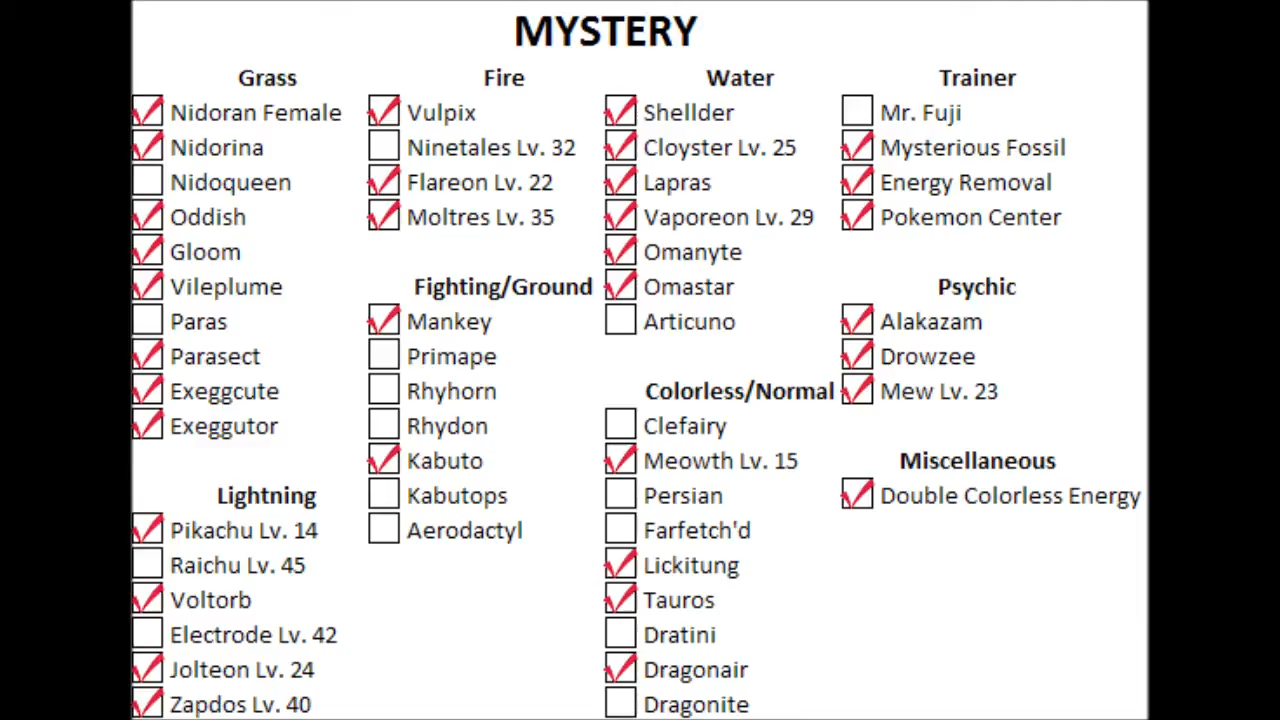 MYSTERY
Grass
Nidoran Female
Nidorina
Nidoqueen
Oddish
Gloom
Vileplume
Paras
Parasect
Exeggcute
Exeggutor
Lightning
Pikachu Lv. 14
Raichu Lv. 45
Voltorb
Electrode Lv. 42
Jolteon Lv. 24
Zapdos Lv. 40
Fire
Vulpix
Ninetales Lv. 32
Flareon Lv. 22
Moltres Lv. 35
Fighting/Ground
Mankey
Primape
Rhyhorn
Rhydon
Kabuto
Kabutops
Aerodactyl
Water
Shellder
Cloyster Lv. 25
Lapras
Vaporeon Lv. 29
Omanyte
Omastar
Articuno
Colorless/Normal
Clefairy
Meowth Lv. 15
Persian
Farfetch'd
Lickitung
Tauros
Dratini
Dragonair
Dragonite
Trainer
Mr. Fuji
Mysterious Fossil
Energy Removal
Pokemon Center
Psychic
Alakazam
Drowzee
Mew Lv. 23
Miscellaneous
Double Colorless Energy